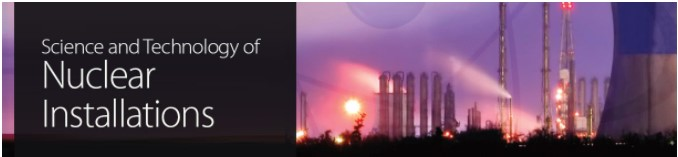 Science and Technology of
Nuclear
Installations